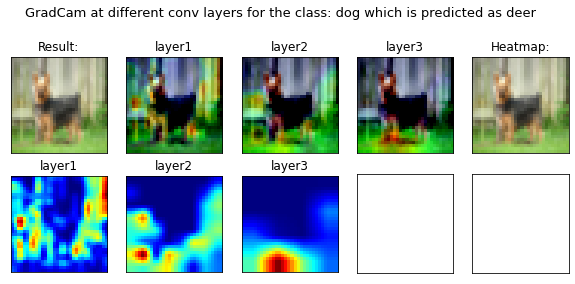 GradCam at different conv layers for the class: dog which is predicted as deer
Result: layer1 layer2 layer3 Heatmap:
layer1 layer2 layer3